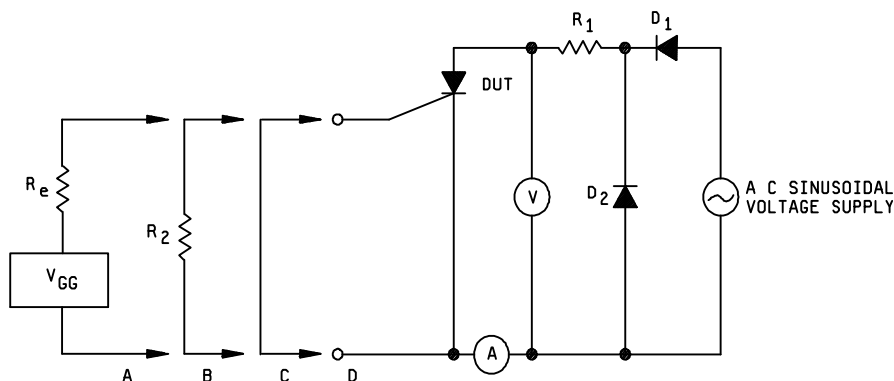 R1
D1
DUT
Re
R2
V
D2
A C SINUSOIDAL
VOLTAGE SUPPLY
VGG
A
A
B
C
D